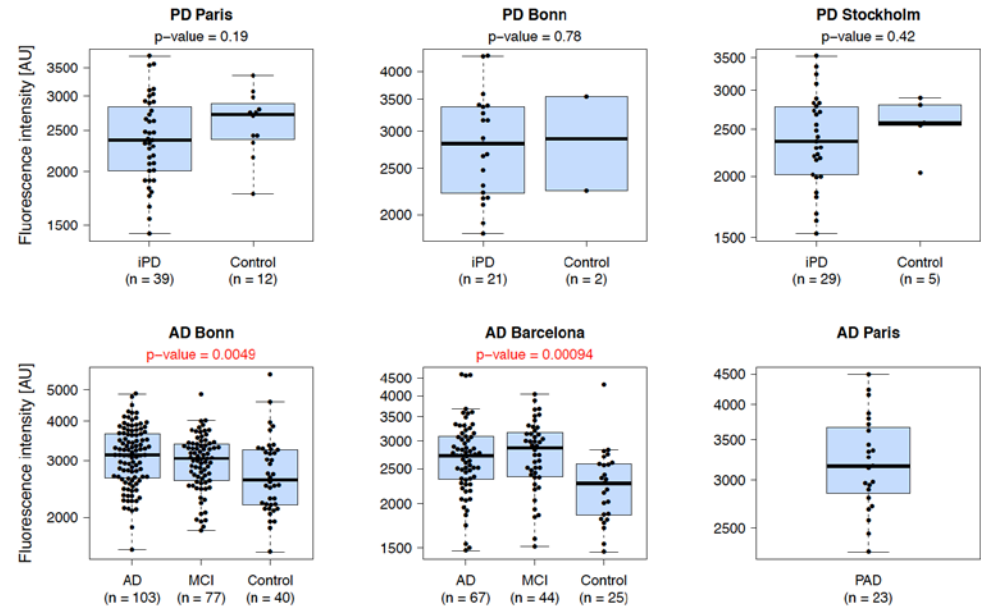 PD Paris
p−value = 0.19
Fluorescence intensity [AU]
3500
3000
2500
2000
1500
iPD
(n = 39)
Control
(n = 12)
PD Bonn
p−value = 0.78
4000
3500
3000
2500
2000
iPD
(n = 21)
Control
(n = 2)
PD Stockholm
p−value = 0.42
3500
3000
2500
2000
1500
iPD
(n = 29)
Control
(n = 5)
AD Bonn
p−value = 0.0049
Fluorescence intensity [AU]
5000
4000
3000
2000
AD
(n = 103)
MCI
(n = 77)
Control
(n = 40)
AD Barcelona
p−value = 0.00094
4500
4000
3500
3000
2500
2000
1500
AD
(n = 67)
MCI
(n = 44)
Control
(n = 25)
AD Paris
4500
4000
3500
3000
2500
PAD
(n = 23)